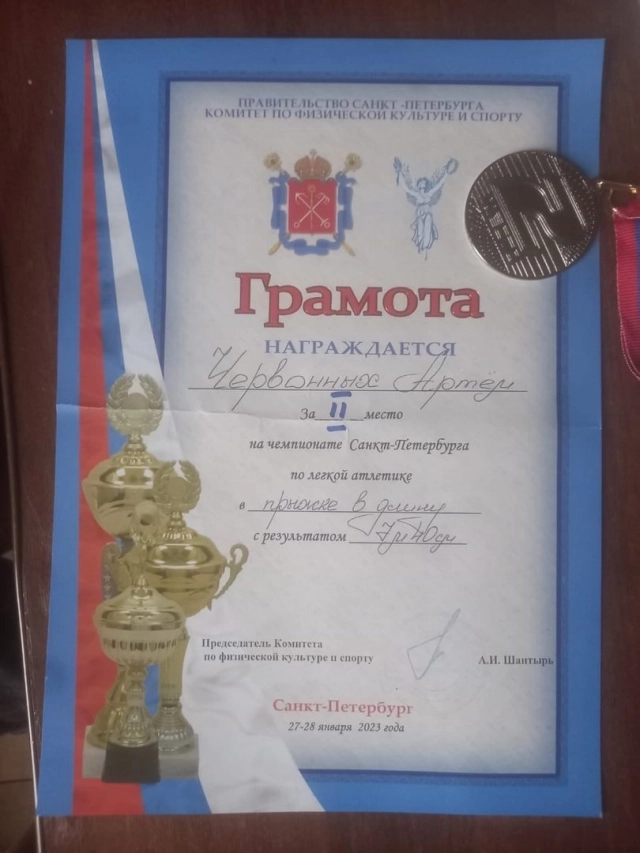 ПРАВИТЕЛЬСТВО САНКТ -ПЕТЕРБУРГА
КОМИТЕТ ПО ФИЗИЧЕСКОЙ КУЛЬТУРЕ И СПОРТУ
Грамота
НАГРАЖДАЕТСЯ
Червонных Артём
За II место
на чемпионате Санкт-Петербурга
по легкой атлетике
в прыжке в длину
с результатом 7м 40см
Председатель Комитета
по физической культуре и спорту
А.И. Шантырь
Санкт-Петербург
27-28 января 2023 года